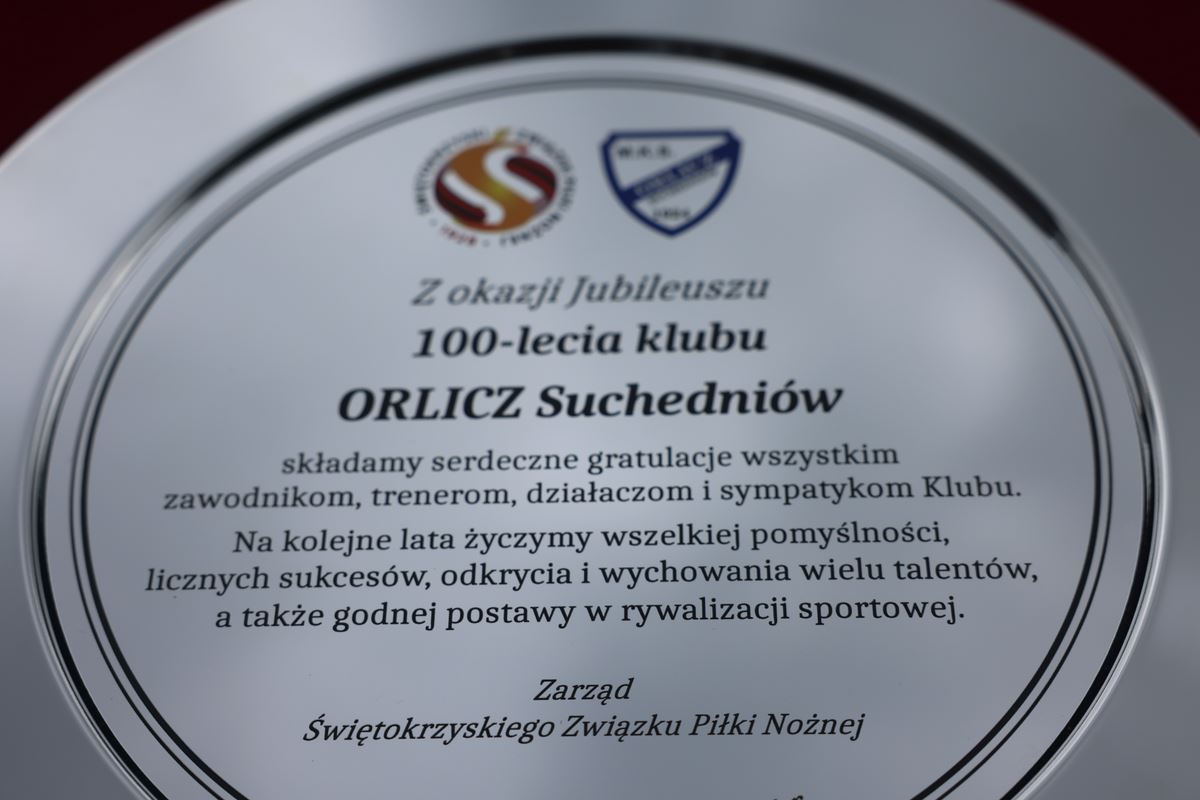 W.K.S.
Z okazji Jubileuszu
100-lecia klubu
ORLICZ Suchedniów
składamy serdeczne gratulacje wszystkim
zawodnikom, trenerom, działaczom i sympatykom Klubu.
Na kolejne lata życzymy wszelkiej pomyślności,
licznych sukcesów, odkrycia i wychowania wielu talentów,
a także godnej postawy w rywalizacji sportowej.
Zarząd
Świętokrzyskiego Związku Piłki Nożnej